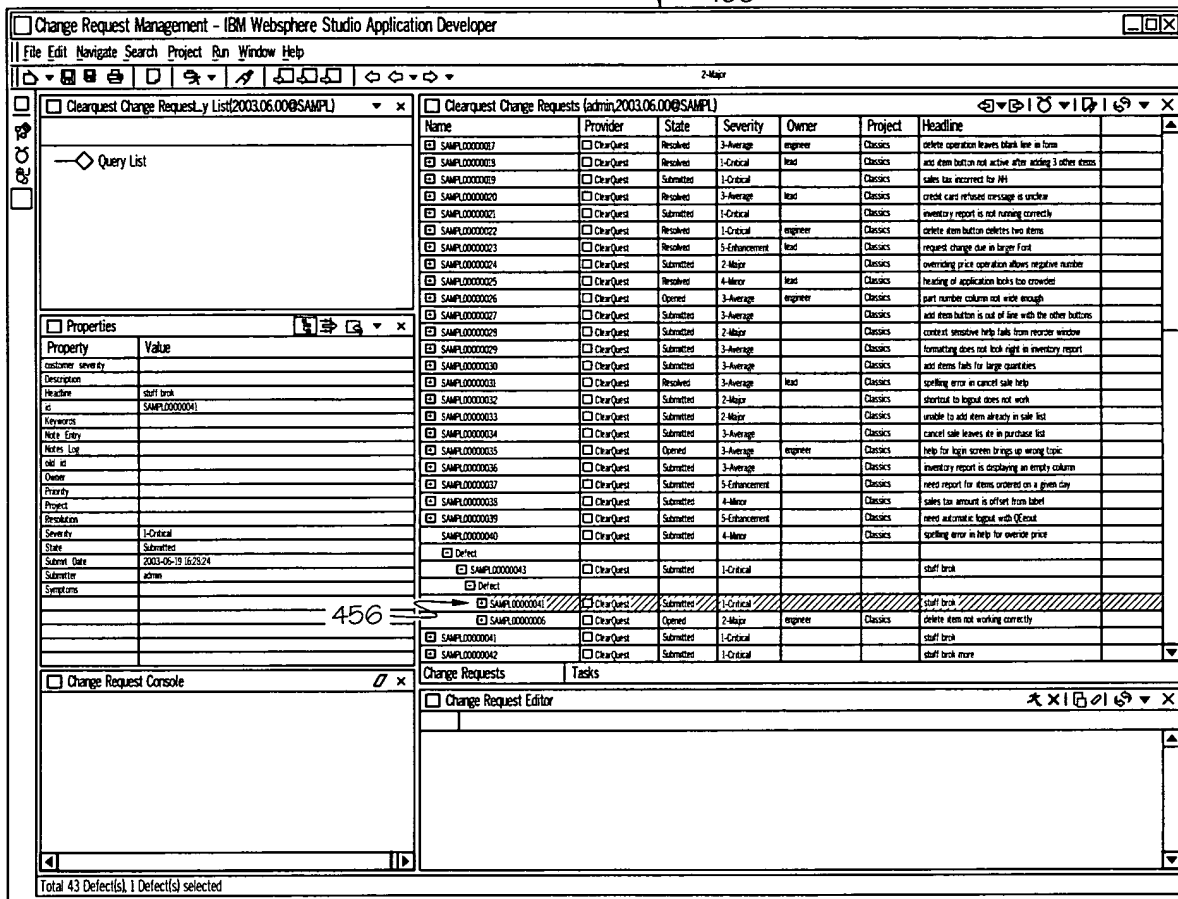 Change Request Management - IBM Websphere Studio Application Developer
File Edit Navigate Search Project Run Window Help
2-Major
Clearquest Change Request_y List(2003.06.00@SAMPL)
Query List
Properties
Property Value
customer severity
Description
Headline stuff brok
id SAMPL00000041
Keywords
Note Entry
Notes Log
old id
Owner
Priority
Project
Resolution
Severity 1-Critical
State Submitted
Submit Date 2003-06-19 16:28:24
Submitter admin
Symptoms
456
Change Request Console
Clearquest Change Requests (admin,2003.06.00@SAMPL)
Name Provider State Severity Owner Project Headline
SAMPL00000017 ClearQuest Resolved 3-Average engineer Classics delete operation leaves blank line in form
SAMPL00000018 ClearQuest Resolved 1-Critical lead Classics add item button not active after adding 3 other items
SAMPL00000019 ClearQuest Submitted 1-Critical Classics sales tax incorrect for NH
SAMPL00000020 ClearQuest Resolved 3-Average lead Classics credit card refused message is unclear
SAMPL00000021 ClearQuest Submitted 1-Critical Classics inventory report is not running correctly
SAMPL00000022 ClearQuest Resolved 1-Critical engineer Classics delete item button deletes two items
SAMPL00000023 ClearQuest Resolved 5-Enhancement lead Classics request change due in larger Font
SAMPL00000024 ClearQuest Submitted 2-Major Classics overriding price operation allows negative number
SAMPL00000025 ClearQuest Resolved 4-Minor lead Classics heading of application looks too crowded
SAMPL00000026 ClearQuest Opened 3-Average engineer Classics part number column not wide enough
SAMPL00000027 ClearQuest Submitted 3-Average Classics add item button is out of line with the other buttons
SAMPL00000029 ClearQuest Submitted 2-Major Classics context sensitive help fails from reorder window
SAMPL00000029 ClearQuest Submitted 3-Average Classics formatting does not look right in inventory report
SAMPL00000030 ClearQuest Submitted 3-Average Classics add items fails for large quantities
SAMPL00000031 ClearQuest Resolved 3-Average lead Classics spelling error in cancel sale help
SAMPL00000032 ClearQuest Submitted 2-Major Classics shortcut to logout does not work
SAMPL00000033 ClearQuest Submitted 2-Major Classics unable to add item already in sale list
SAMPL00000034 ClearQuest Submitted 3-Average Classics cancel sale leaves ite in purchase list
SAMPL00000035 ClearQuest Opened 3-Average engineer Classics help for login screen brings up wrong topic
SAMPL00000036 ClearQuest Submitted 3-Average Classics inventory report is displaying an empty column
SAMPL00000037 ClearQuest Submitted 5-Enhancement Classics need report for items ordered on a given day
SAMPL00000038 ClearQuest Submitted 4-Minor Classics sales tax amount is offset from label
SAMPL00000039 ClearQuest Submitted 5-Enhancement Classics need automatic logout with
SAMPL00000040 ClearQuest Submitted 4-Minor Classics spelling error in help for overide price
Defect
SAMPL00000043 ClearQuest Submitted 1-Critical stuff brok
Defect
SAMPL00000041 ClearQuest Submitted 1-Critical stuff brok
SAMPL00000006 ClearQuest Opened 2-Major engineer Classics delete item not working correctly
SAMPL00000041 ClearQuest Submitted 1-Critical stuff brok
SAMPL00000042 ClearQuest Submitted 1-Critical stuff brok more
Change Requests Tasks
Change Request Editor
Total 43 Defect(s), 1 Defect(s) selected